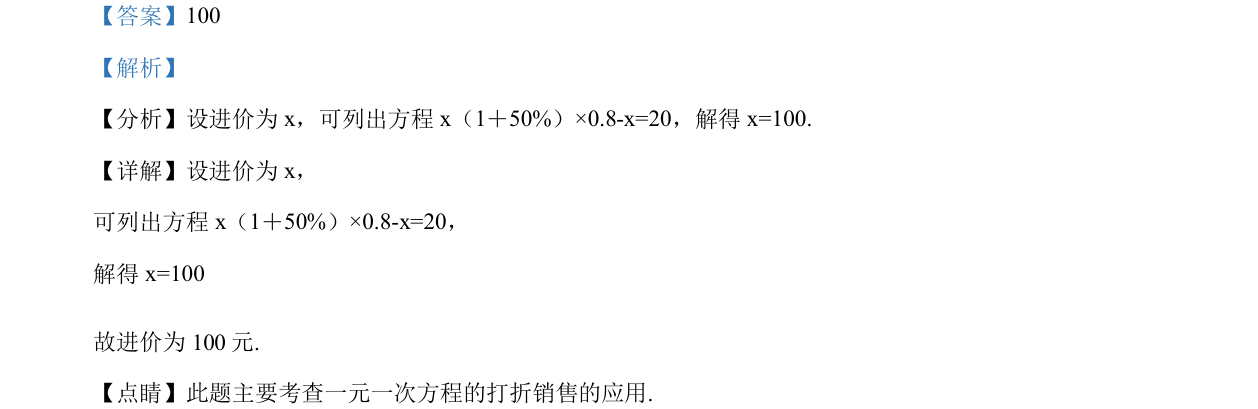 【答案】100
【解析】
【分析】设进价为 x，可列出方程 x（1＋50%）×0.8-x=20，解得 x=100.
【详解】设进价为 x，
可列出方程 x（1＋50%）×0.8-x=20，
解得 x=100
故进价为 100 元.
【点睛】此题主要考查一元一次方程的打折销售的应用.